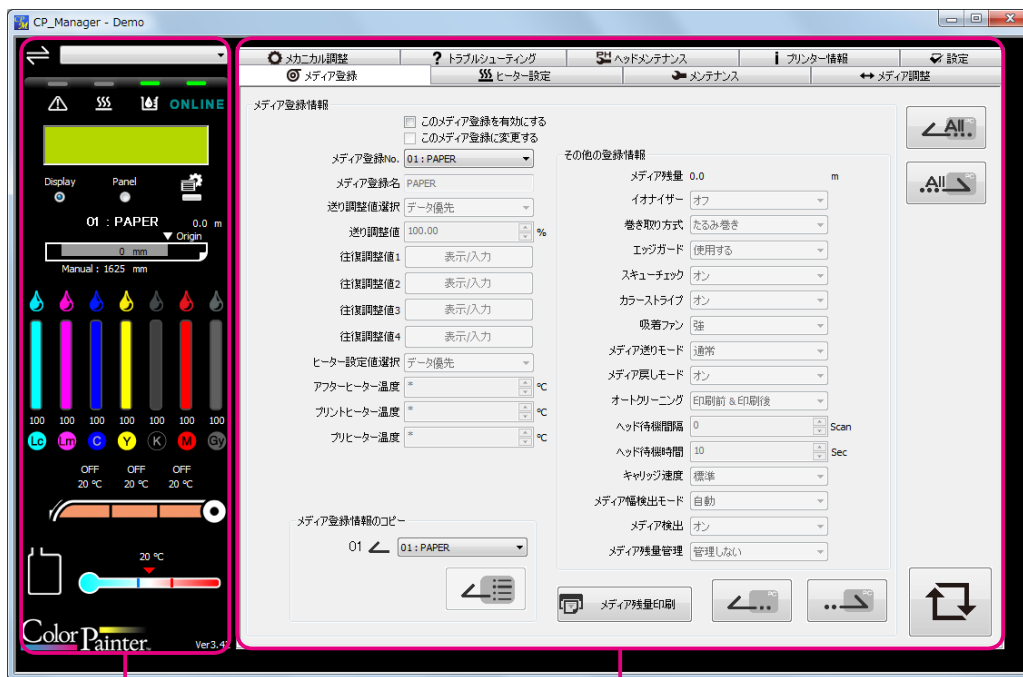 CP_Manager - Demo
ONLINE
Display
Panel
01 : PAPER
0.0 m
Origin
0 mm
Manual : 1625 mm
100 100 100 100 100 100 100
Lc Lm C Y K M Gy
OFF OFF OFF
20 ℃ 20 ℃ 20 ℃
20 ℃
Color Painter
メカニカル調整
トラブルシューティング
PH ヘッドメンテナンス
i プリンター情報
設定
メディア登録
ヒーター設定
メンテナンス
メディア調整
メディア登録情報
このメディア登録を有効にする
このメディア登録に変更する
メディア登録No. 01 : PAPER
メディア登録名 PAPER
送り調整値選択 データ優先
送り調整値 100.00 %
往復調整値1 表示/入力
往復調整値2 表示/入力
往復調整値3 表示/入力
往復調整値4 表示/入力
ヒーター設定値選択 データ優先
アフターヒーター温度 * ℃
プリントヒーター温度 * ℃
プリヒーター温度 * ℃
メディア登録情報のコピー
01 01 : PAPER
その他の登録情報
メディア残量 0.0 m
イオナイザー オフ
巻き取り方式 たるみ巻き
エッジガード 使用する
スキューチェック オン
カラーストライプ オン
吸着ファン 強
メディア送りモード 通常
メディア戻しモード オン
オートクリーニング 印刷前 & 印刷後
ヘッド待機間隔 0 Scan
ヘッド待機時間 10 Sec
キャリッジ速度 標準
メディア幅検出モード 自動
メディア検出 オン
メディア残量管理 管理しない
メディア残量印刷
All..
..All